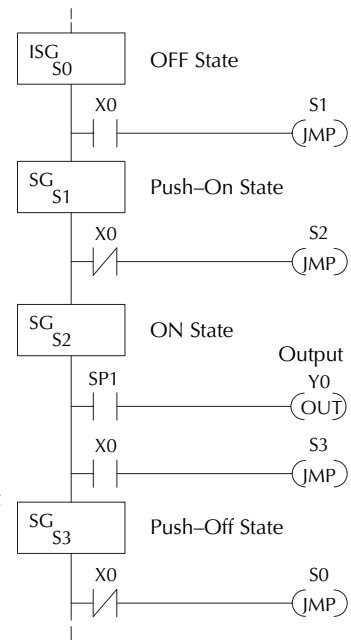 ISG
S0
OFF State
X0
S1
JMP
SG
S1
Push–On State
X0
S2
JMP
SG
S2
ON State
Output
SP1
Y0
OUT
X0
S3
JMP
SG
S3
Push–Off State
X0
S0
JMP